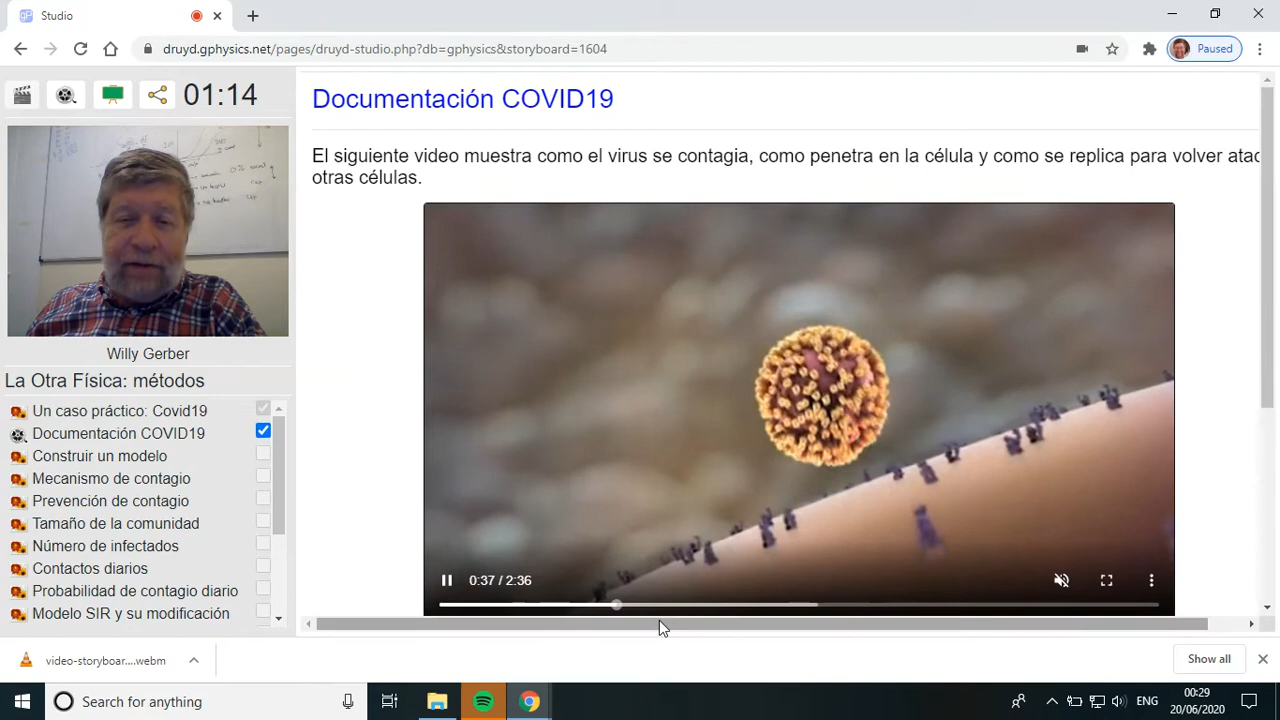 Studio
druyd.gphysics.net/pages/druyd-studio.php?db=gphysics&storyboard=1604
Paused
01:14
Willy Gerber
La Otra Física: métodos
Un caso práctico: Covid19
Documentación COVID19
Construir un modelo
Mecanismo de contagio
Prevención de contagio
Tamaño de la comunidad
Número de infectados
Contactos diarios
Probabilidad de contagio diario
Modelo SIR y su modificación
Documentación COVID19
El siguiente video muestra como el virus se contagia, como penetra en la célula y como se replica para volver atac
otras células.
0:37 / 2:36
video-storyboar....webm
Show all
Search for anything
ENG
00:29
20/06/2020